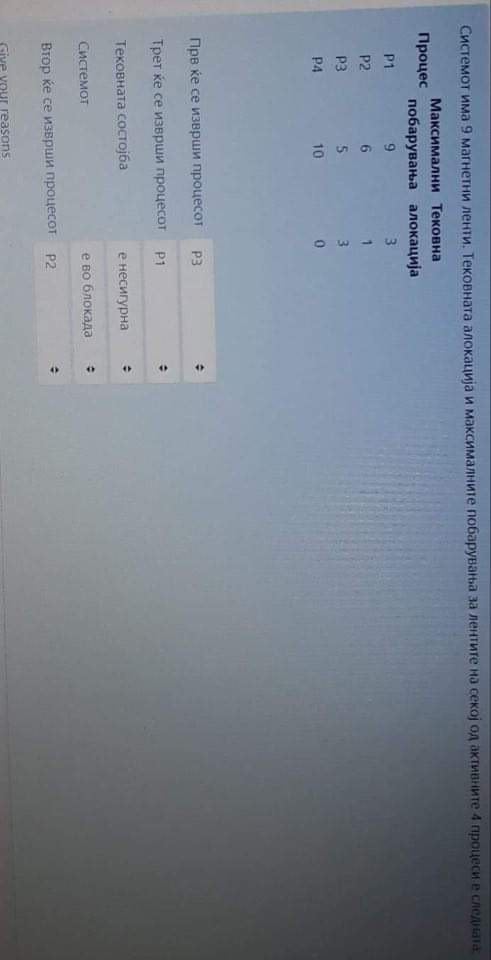 Системот има 9 магнетни ленти. Тековната алокација и максималните побарувања за лентите на секој од активните 4 процеси е следната:
Процес Максимални побарувања Тековна алокација
P1 9 3
P2 6 1
P3 5 3
P4 10 0
Прв ќе се изврши процесот P3
Трет ќе се изврши процесот P1
Тековната состојба е несигурна
Системот е во блокада
Втор ќе се изврши процесот P2
Give your reasons